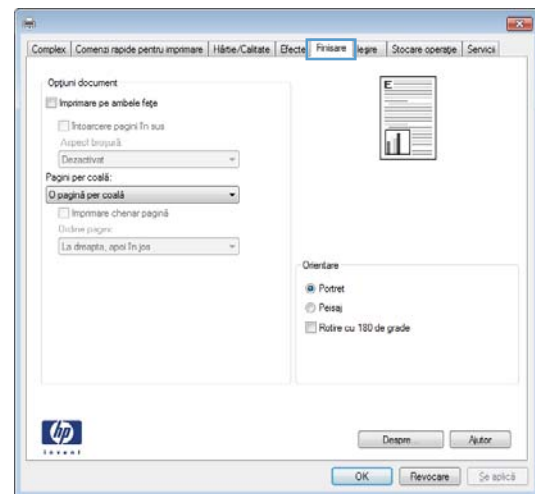 Complex Comenzi rapide pentru imprimare Hârtie/Calitate Efecte Finisare Ieşire Stocare operaţie Servicii
Opţiuni document
Imprimare pe ambele feţe
Întoarcere pagini în sus
Aspect broşură:
Dezactivat
Pagini per coală:
O pagină per coală
Imprimare chenar pagină
Ordine pagini:
La dreapta, apoi în jos
E
Orientare
Portret
Peisaj
Rotire cu 180 de grade
hp
invent
Despre...
Ajutor
OK
Revocare
Se aplică